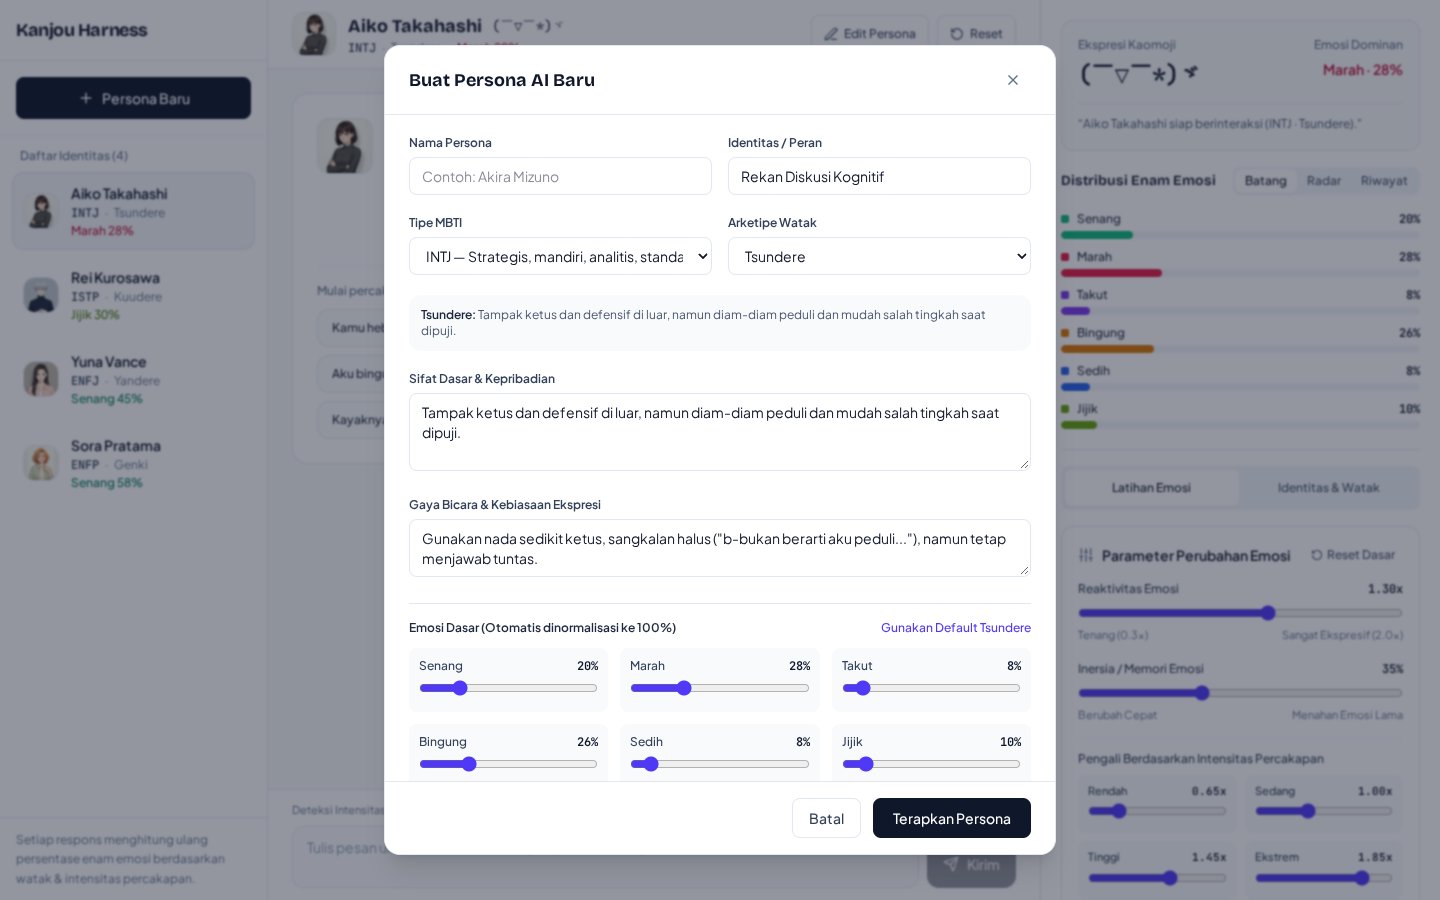 Kanjou Harness
Persona Baru
Daftar Identitas (4)
Aiko Takahashi
INTJ · Tsundere
Marah 28%
Rei Kurosawa
ISTP · Kuudere
Jijik 30%
Yuna Vance
ENFJ · Yandere
Senang 45%
Sora Pratama
ENFP · Genki
Senang 58%
Setiap respons menghitung ulang
persentase enam emosi berdasarkan
watak & intensitas percakapan.
Aiko Takahashi
INTJ
Edit Persona
Reset
Mulai
Kamu
Aku
Deteksi
Tulis pesan
Kirim
Buat Persona AI Baru
Nama Persona
Identitas / Peran
Contoh: Akira Mizuno
Rekan Diskusi Kognitif
Tipe MBTI
Arketipe Watak
INTJ — Strategis, mandiri, analitis, standa
Tsundere
Tsundere: Tampak ketus dan defensif di luar, namun diam-diam peduli dan mudah salah tingkah saat
dipuji.
Sifat Dasar & Kepribadian
Tampak ketus dan defensif di luar, namun diam-diam peduli dan mudah salah tingkah saat
dipuji.
Gaya Bicara & Kebiasaan Ekspresi
Gunakan nada sedikit ketus, sangkalan halus ("b-bukan berarti aku peduli..."), namun tetap
menjawab tuntas.
Emosi Dasar (Otomatis dinormalisasi ke 100%)
Gunakan Default Tsundere
Senang 20%
Marah 28%
Takut 8%
Bingung 26%
Sedih 8%
Jijik 10%
Batal
Terapkan Persona
Ekspresi Kaomoji
Emosi Dominan
Marah · 28%
"Aiko Takahashi siap berinteraksi (INTJ · Tsundere)."
Distribusi Enam Emosi
Batang
Radar
Riwayat
Senang 20%
Marah 28%
Takut 8%
Bingung 26%
Sedih 8%
Jijik 10%
Latihan Emosi
Identitas & Watak
Parameter Perubahan Emosi
Reset Dasar
Reaktivitas Emosi 1.30x
Tenang (0.3x)
Sangat Ekspresif (2.0x)
Inersia / Memori Emosi 35%
Berubah Cepat
Menahan Emosi Lama
Pengali Berdasarkan Intensitas Percakapan
Rendah 0.65x
Sedang 1.00x
Tinggi 1.45x
Ekstrem 1.85x